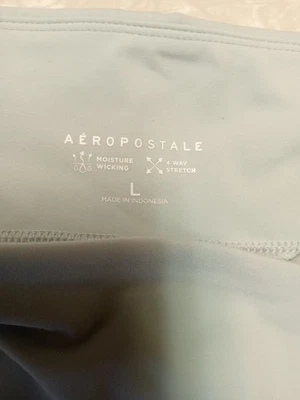 AÉROPOSTALE
MOISTURE WICKING 4 WAY STRETCH
L
MADE IN INDONESIA